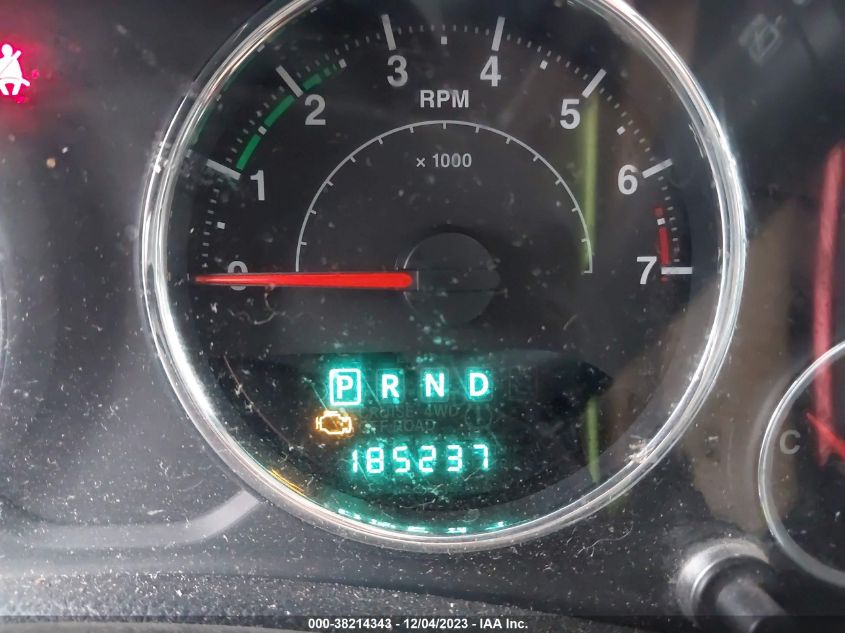 3 4
2 5
RPM
x 1000
1 6
0 7
P R N D
CRUISE 4WD
OFF ROAD
185237
C
000-38214343 - 12/04/2023 - IAA Inc.